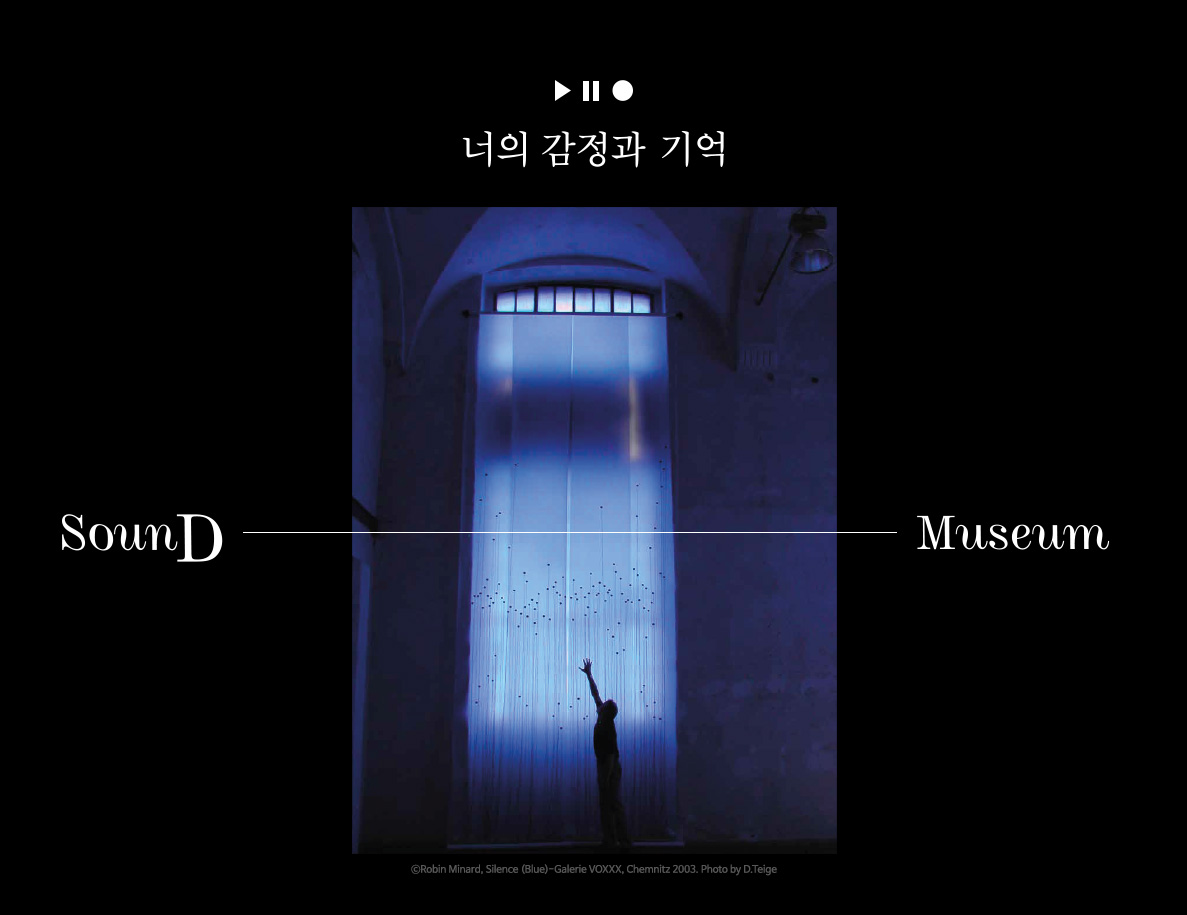 너의 감정과 기억
SounD Museum
©Robin Minard, Silence (Blue)-Galerie VOXXX, Chemnitz 2003. Photo by D.Teige